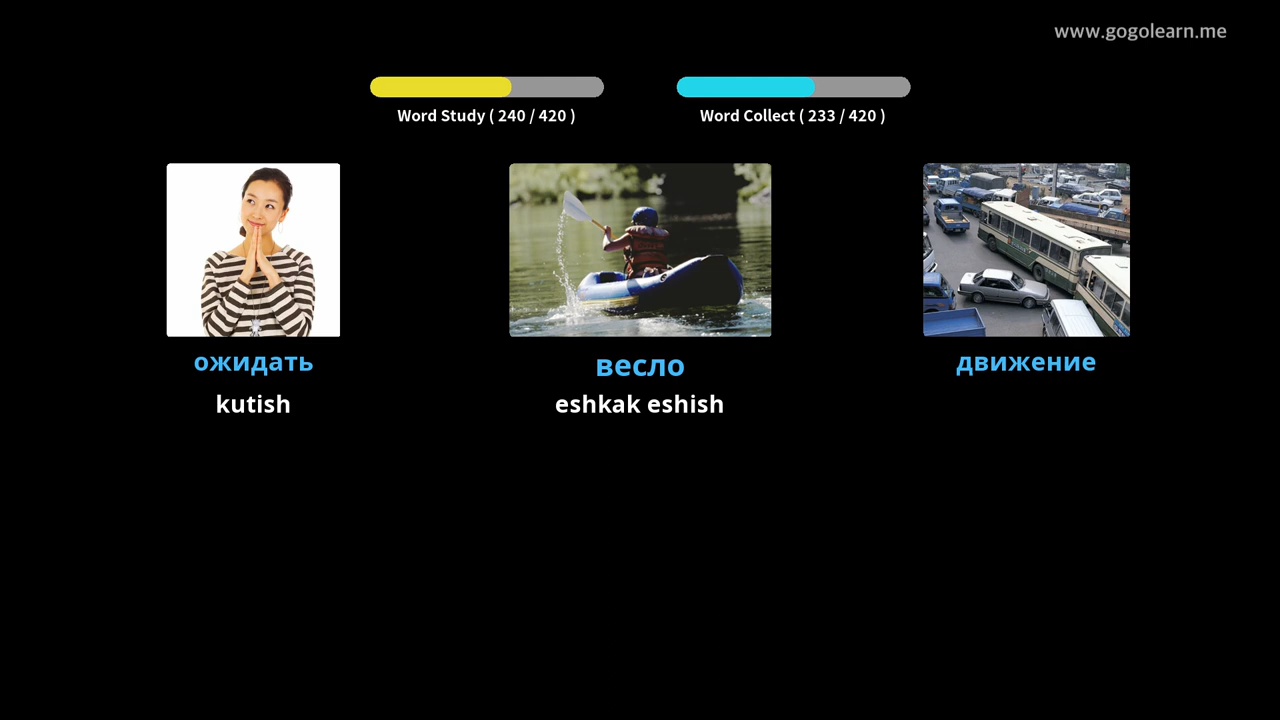 www.gogolearn.me
Word Study ( 240 / 420 )
Word Collect ( 233 / 420 )
ожидать
весло
движение
kutish
eshkak eshish